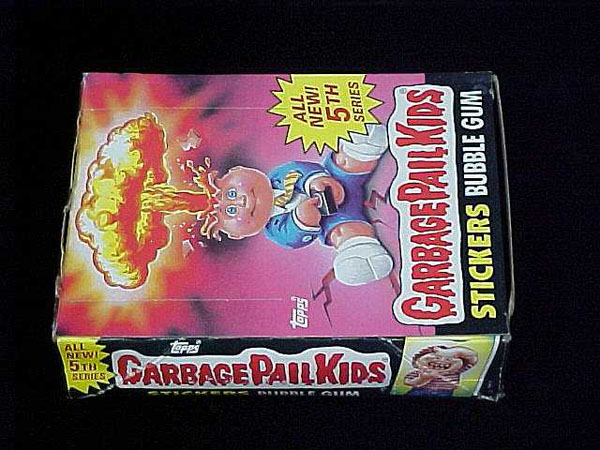 ALL
NEW!
5TH
SERIES
GARBAGE PAIL KIDS
STICKERS BUBBLE GUM
Topps
ALL
NEW!
5TH
SERIES
Topps
GARBAGE PAIL KIDS
STICKERS BUBBLE GUM